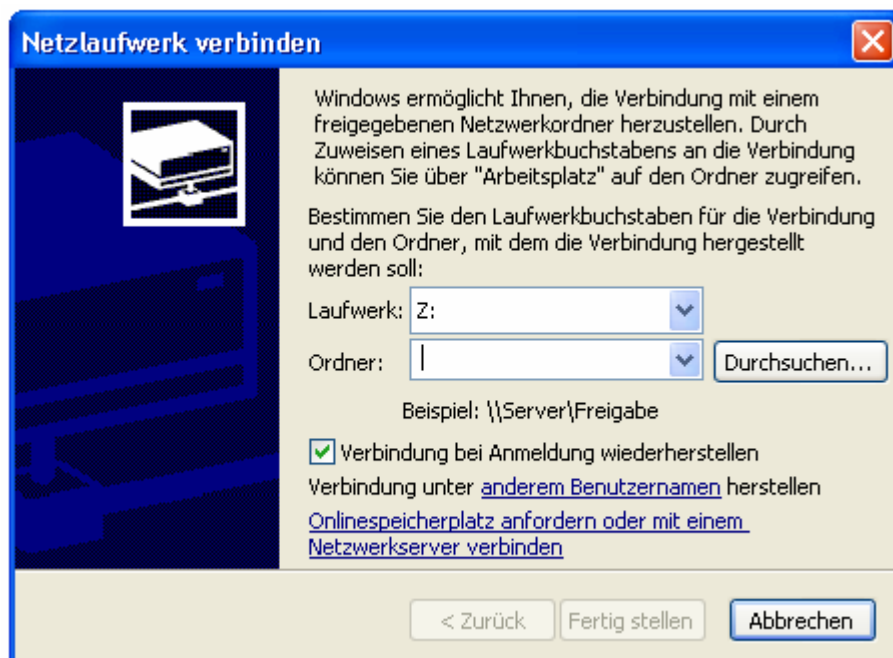 Netzlaufwerk verbinden
Windows ermöglicht Ihnen, die Verbindung mit einem
freigegebenen Netzwerkordner herzustellen. Durch
Zuweisen eines Laufwerkbuchstabens an die Verbindung
können Sie über "Arbeitsplatz" auf den Ordner zugreifen.
Bestimmen Sie den Laufwerkbuchstaben für die Verbindung
und den Ordner, mit dem die Verbindung hergestellt
werden soll:
Laufwerk: Z:
Ordner: Durchsuchen...
Beispiel: \\Server\Freigabe
Verbindung bei Anmeldung wiederherstellen
Verbindung unter anderem Benutzernamen herstellen
Onlinespeicherplatz anfordern oder mit einem
Netzwerkserver verbinden
< Zurück Fertig stellen Abbrechen